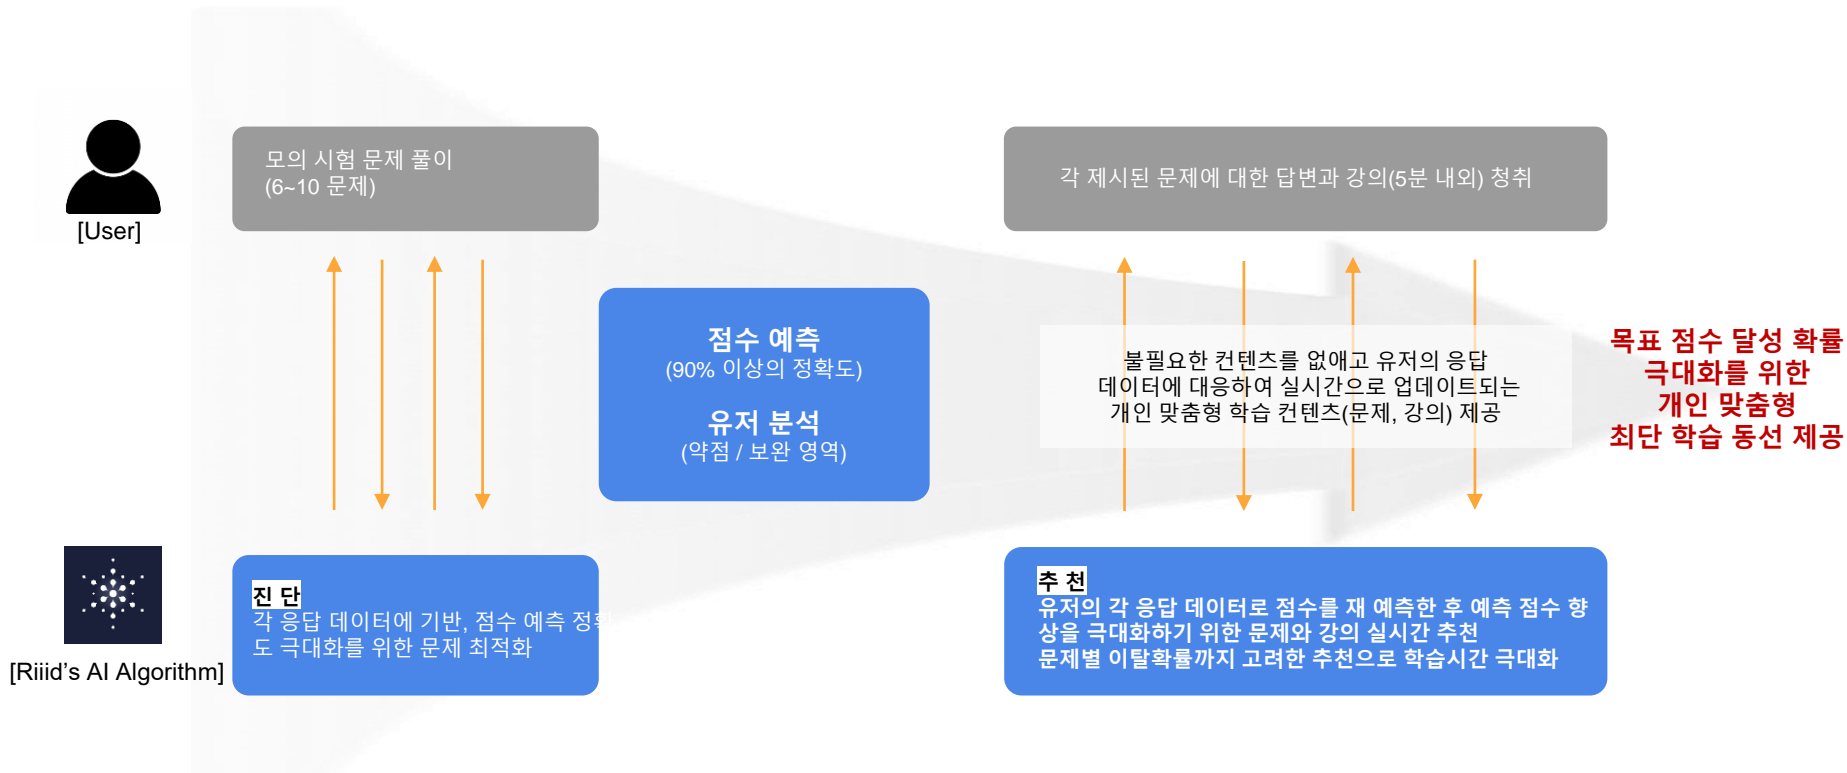 [User]
모의 시험 문제 풀이
(6~10 문제)
각 제시된 문제에 대한 답변과 강의(5분 내외) 청취
점수 예측
(90% 이상의 정확도)
유저 분석
(약점 / 보완 영역)
불필요한 컨텐츠를 없애고 유저의 응답
데이터에 대응하여 실시간으로 업데이트되는
개인 맞춤형 학습 컨텐츠(문제, 강의) 제공
목표 점수 달성 확률
극대화를 위한
개인 맞춤형
최단 학습 동선 제공
[Riiid's AI Algorithm]
진 단
각 응답 데이터에 기반, 점수 예측 정확
도 극대화를 위한 문제 최적화
추 천
유저의 각 응답 데이터로 점수를 재 예측한 후 예측 점수 향
상을 극대화하기 위한 문제와 강의 실시간 추천
문제별 이탈확률까지 고려한 추천으로 학습시간 극대화